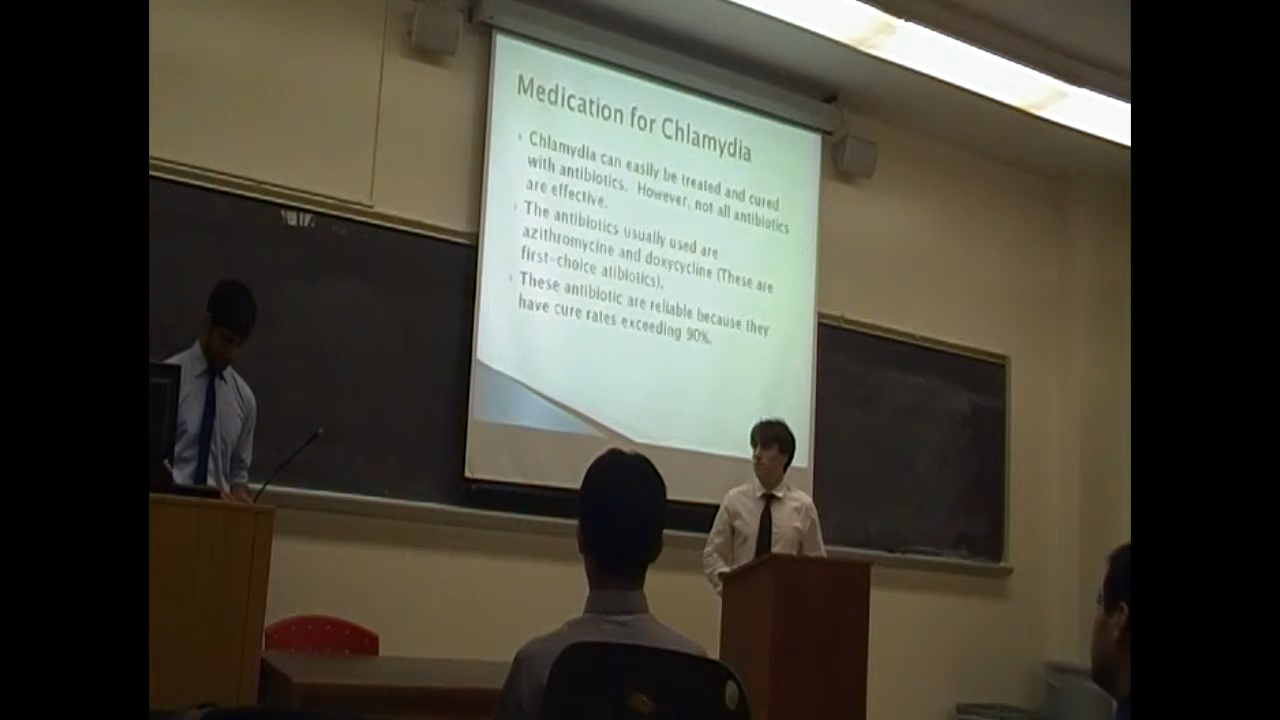 Medication for Chlamydia
Chlamydia can easily be treated and cured
with antibiotics. However, not all antibiotics
are effective.
The antibiotics usually used are
azithromycine and doxycycline (These are
first-choice atibiotics).
These antibiotic are reliable because they
have cure rates exceeding 90%.